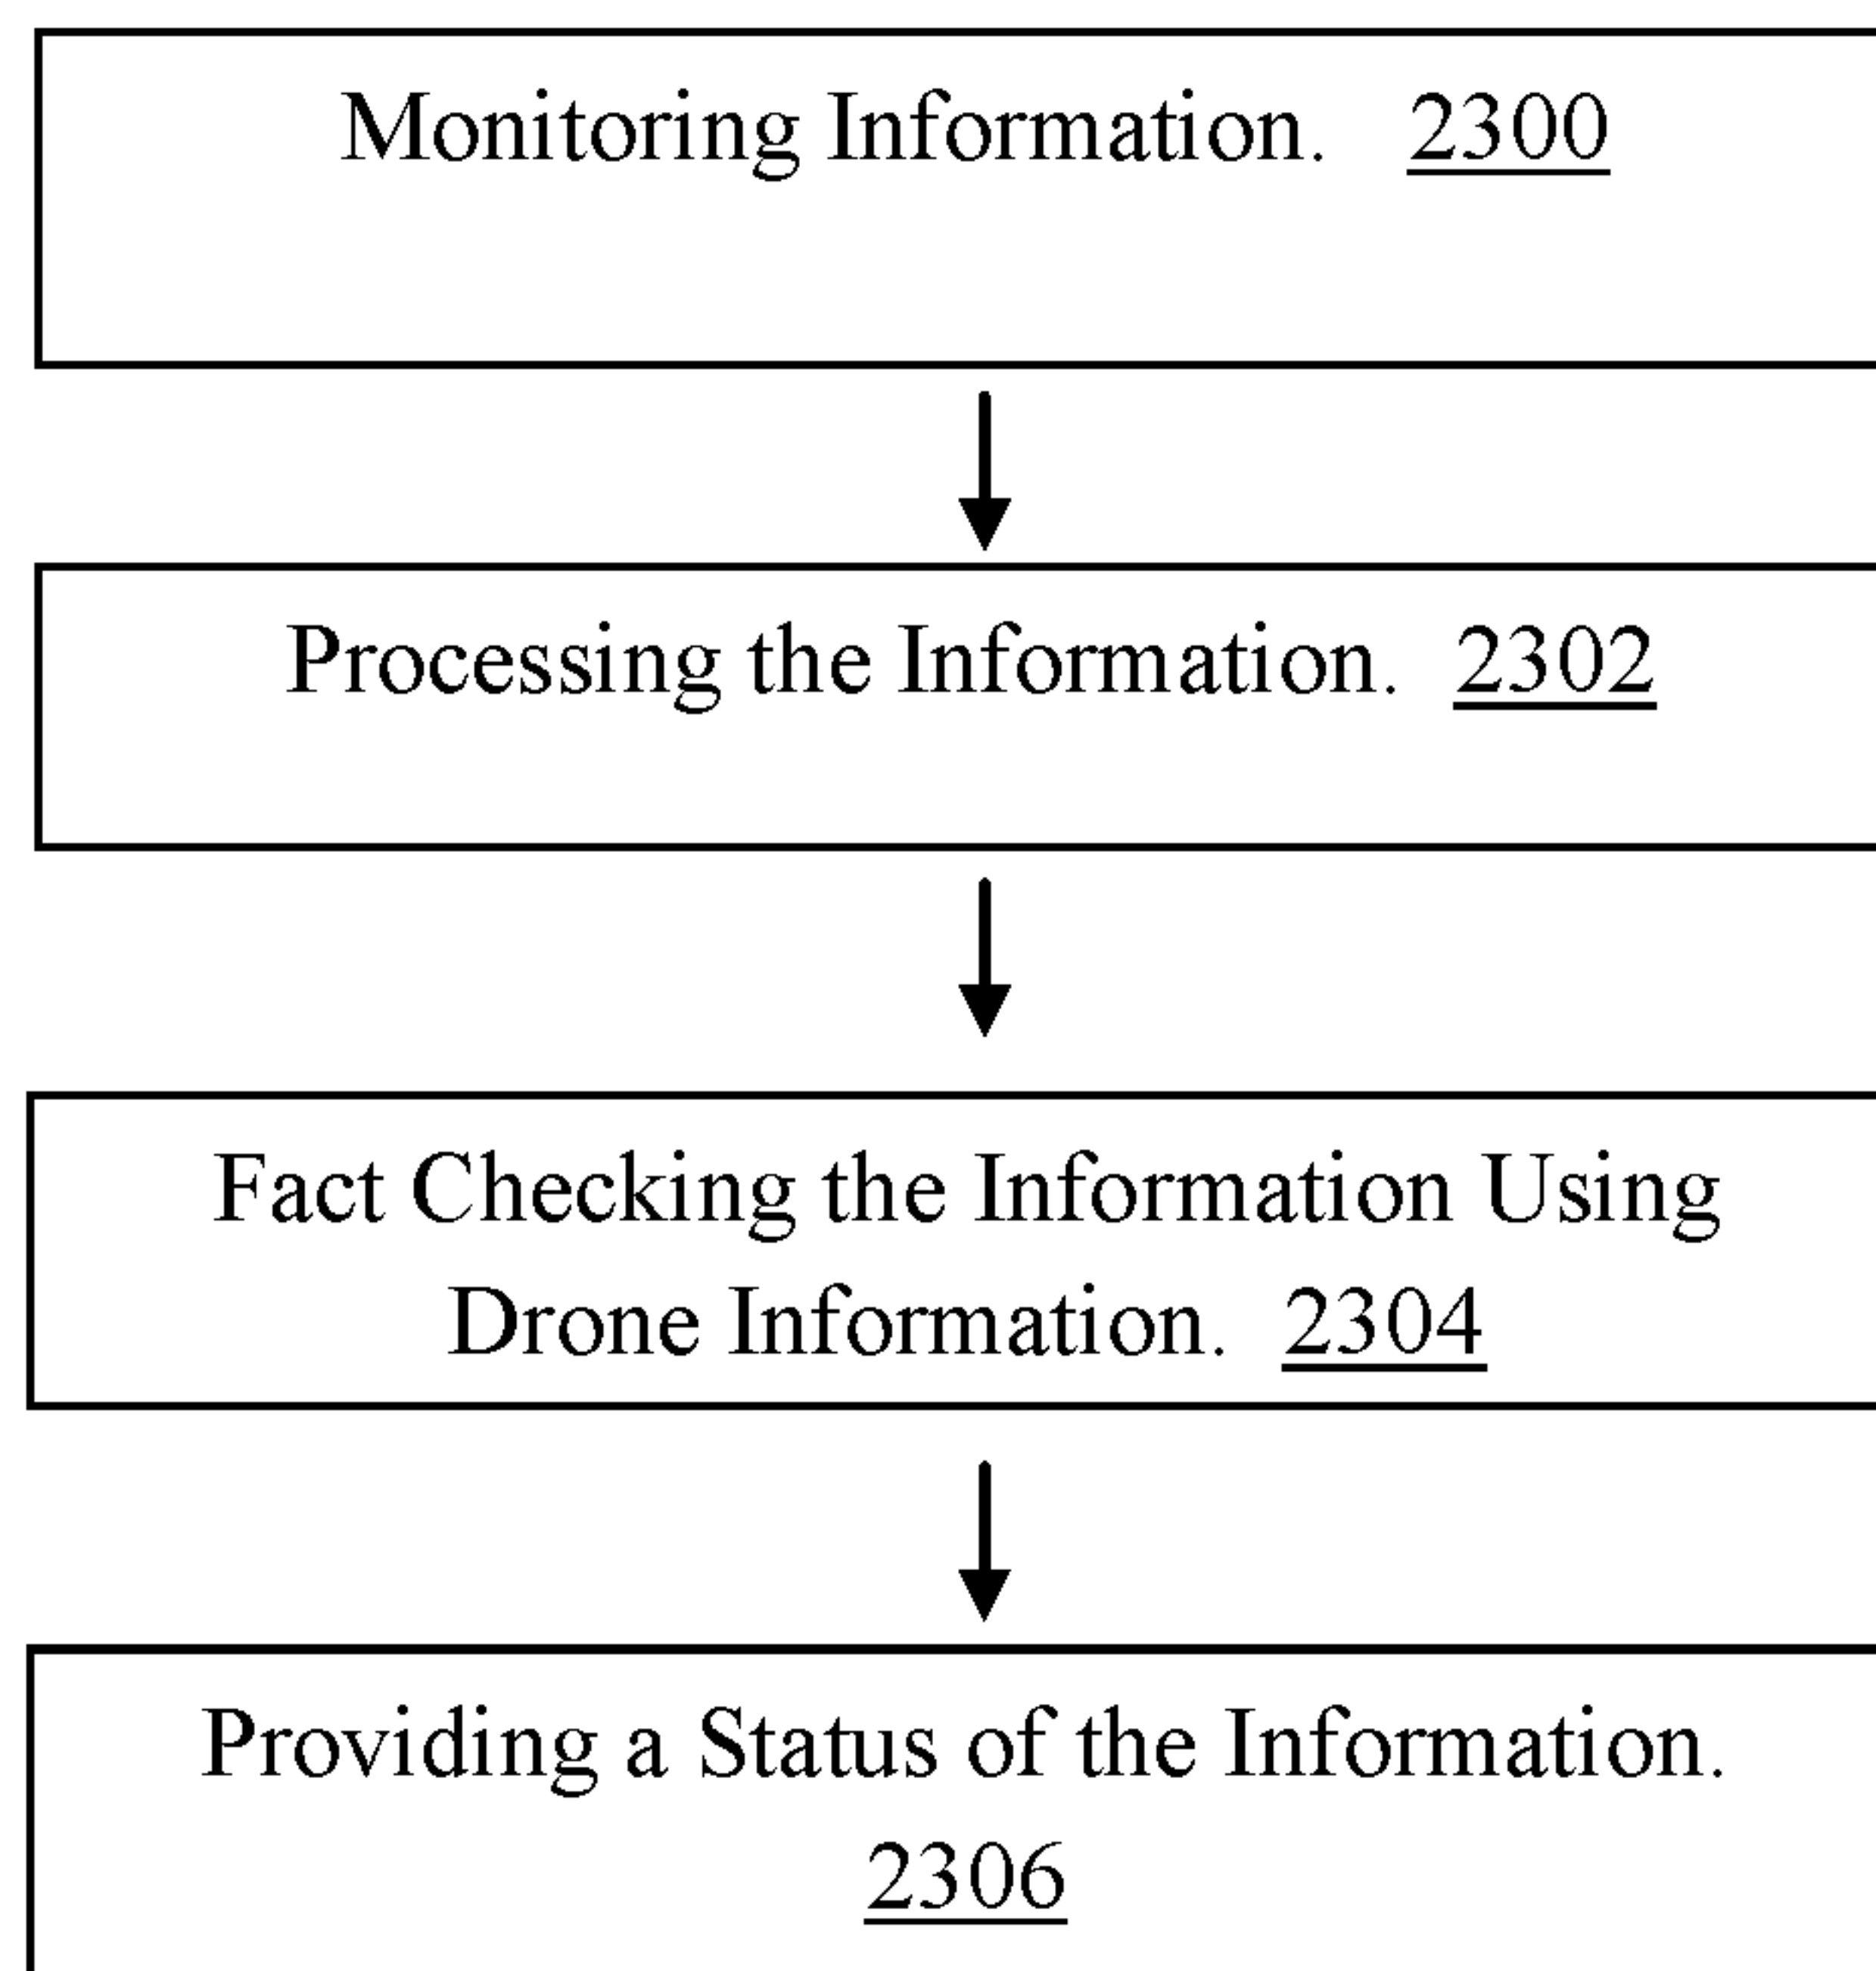 Monitoring Information. 2300
Processing the Information. 2302
Fact Checking the Information Using
Drone Information. 2304
Providing a Status of the Information.
2306